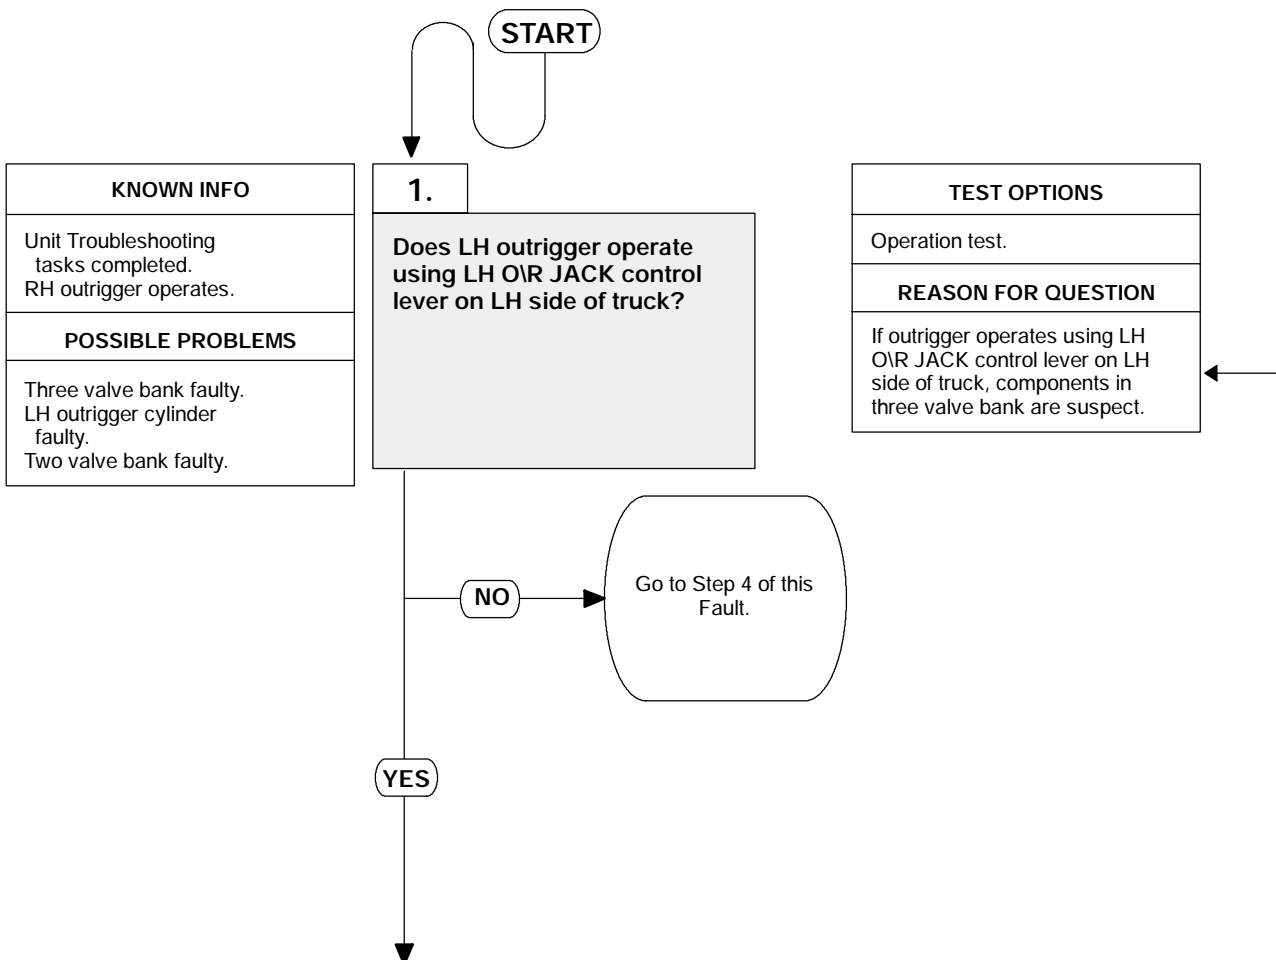 START
KNOWN INFO
Unit Troubleshooting
tasks completed.
RH outrigger operates.
POSSIBLE PROBLEMS
Three valve bank faulty.
LH outrigger cylinder
faulty.
Two valve bank faulty.
1.
Does LH outrigger operate
using LH O\R JACK control
lever on LH side of truck?
TEST OPTIONS
Operation test.
REASON FOR QUESTION
If outrigger operates using LH
O\R JACK control lever on LH
side of truck, components in
three valve bank are suspect.
NO
Go to Step 4 of this
Fault.
YES